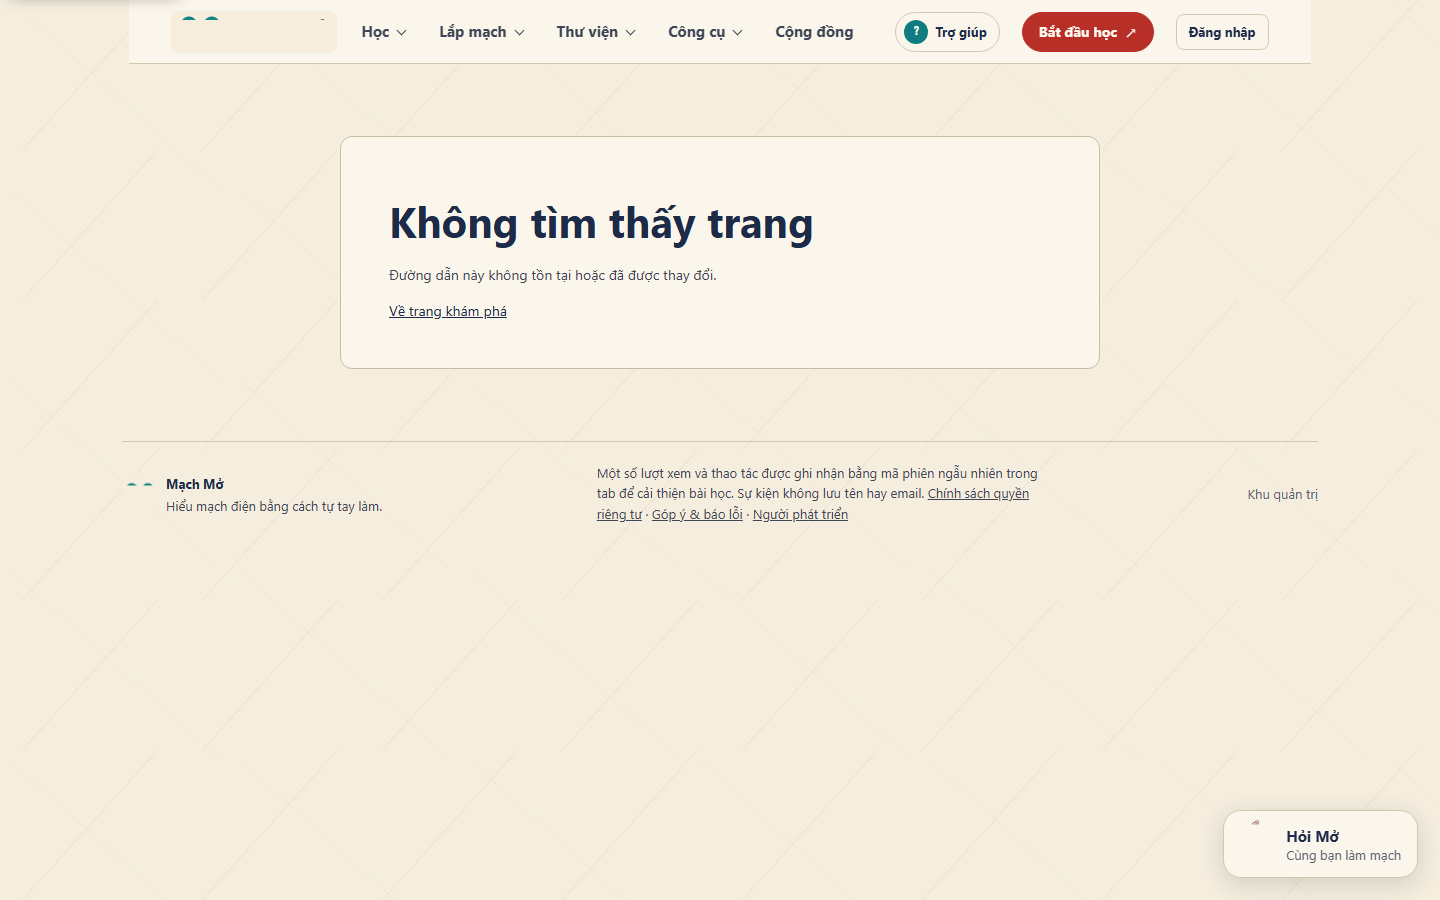 Học
Lắp mạch
Thư viện
Công cụ
Cộng đồng
? Trợ giúp
Bắt đầu học ↗
Đăng nhập
Không tìm thấy trang
Đường dẫn này không tồn tại hoặc đã được thay đổi.
Về trang khám phá
Mạch Mở
Hiểu mạch điện bằng cách tự tay làm.
Một số lượt xem và thao tác được ghi nhận bằng mã phiên ngẫu nhiên trong
tab để cải thiện bài học. Sự kiện không lưu tên hay email. Chính sách quyền
riêng tư · Góp ý & báo lỗi · Người phát triển
Khu quản trị
Hỏi Mở
Cùng bạn làm mạch